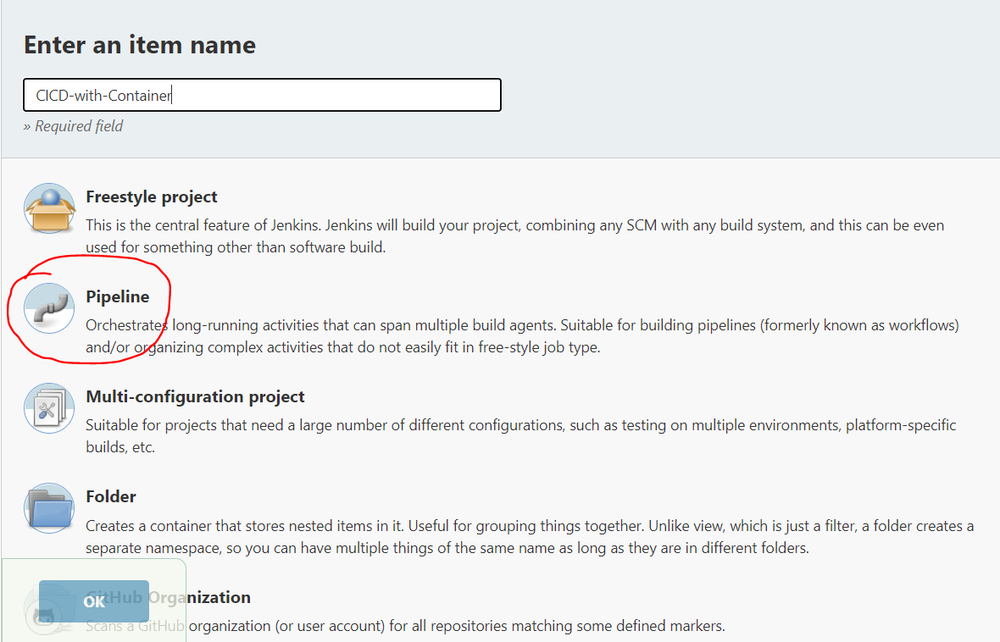 Enter an item name
CICD-with-Container
» Required field
Freestyle project
This is the central feature of Jenkins. Jenkins will build your project, combining any SCM with any build system, and this can be even
used for something other than software build.
Pipeline
Orchestrates long-running activities that can span multiple build agents. Suitable for building pipelines (formerly known as workflows)
and/or organizing complex activities that do not easily fit in free-style job type.
Multi-configuration project
Suitable for projects that need a large number of different configurations, such as testing on multiple environments, platform-specific
builds, etc.
Folder
Creates a container that stores nested items in it. Useful for grouping things together. Unlike view, which is just a filter, a folder creates a
separate namespace, so you can have multiple things of the same name as long as they are in different folders.
GitHub Organization
OK
Scans a GitHub organization (or user account) for all repositories matching some defined markers.